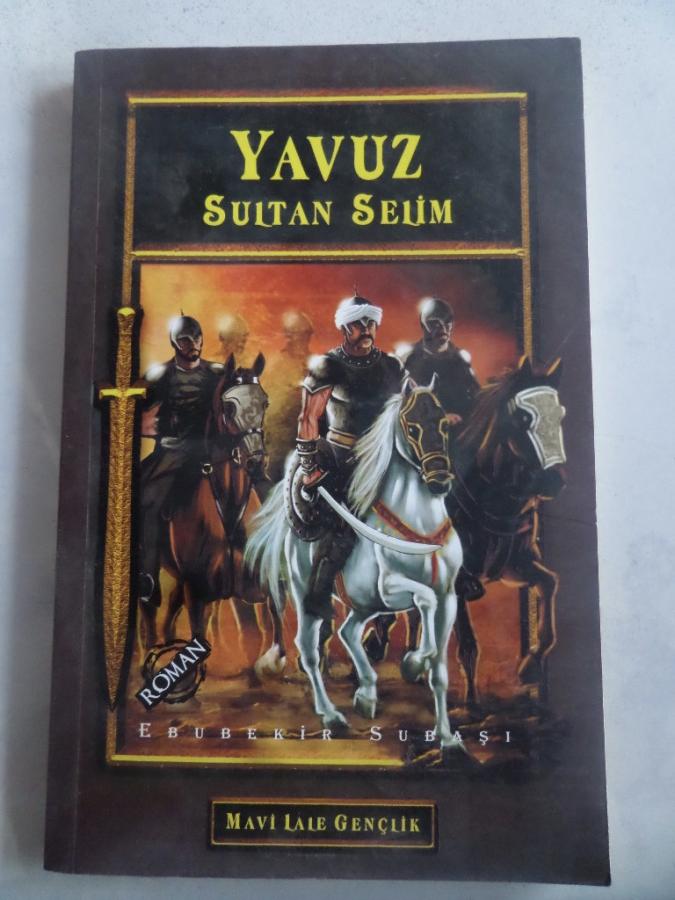 YAVUZ
SULTAN SELİM
ROMAN
EBUBEKİR SUBAŞI
MAVİ LALE GENÇLİK